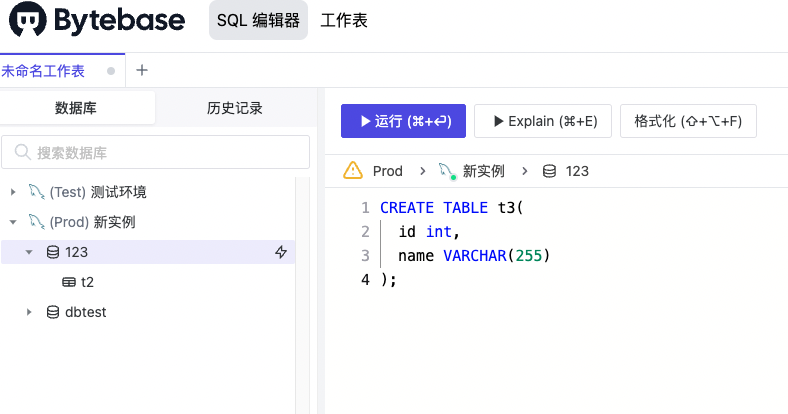 Bytebase SQL 编辑器 工作表
未命名工作表 +
数据库 历史记录
运行 (⌘+⏎) Explain (⌘+E) 格式化 (⇧+⌥+F)
搜索数据库
Prod > 新实例 > 123
(Test) 测试环境
(Prod) 新实例
123
t2
dbtest
1 CREATE TABLE t3(
2 id int,
3 name VARCHAR(255)
4 );